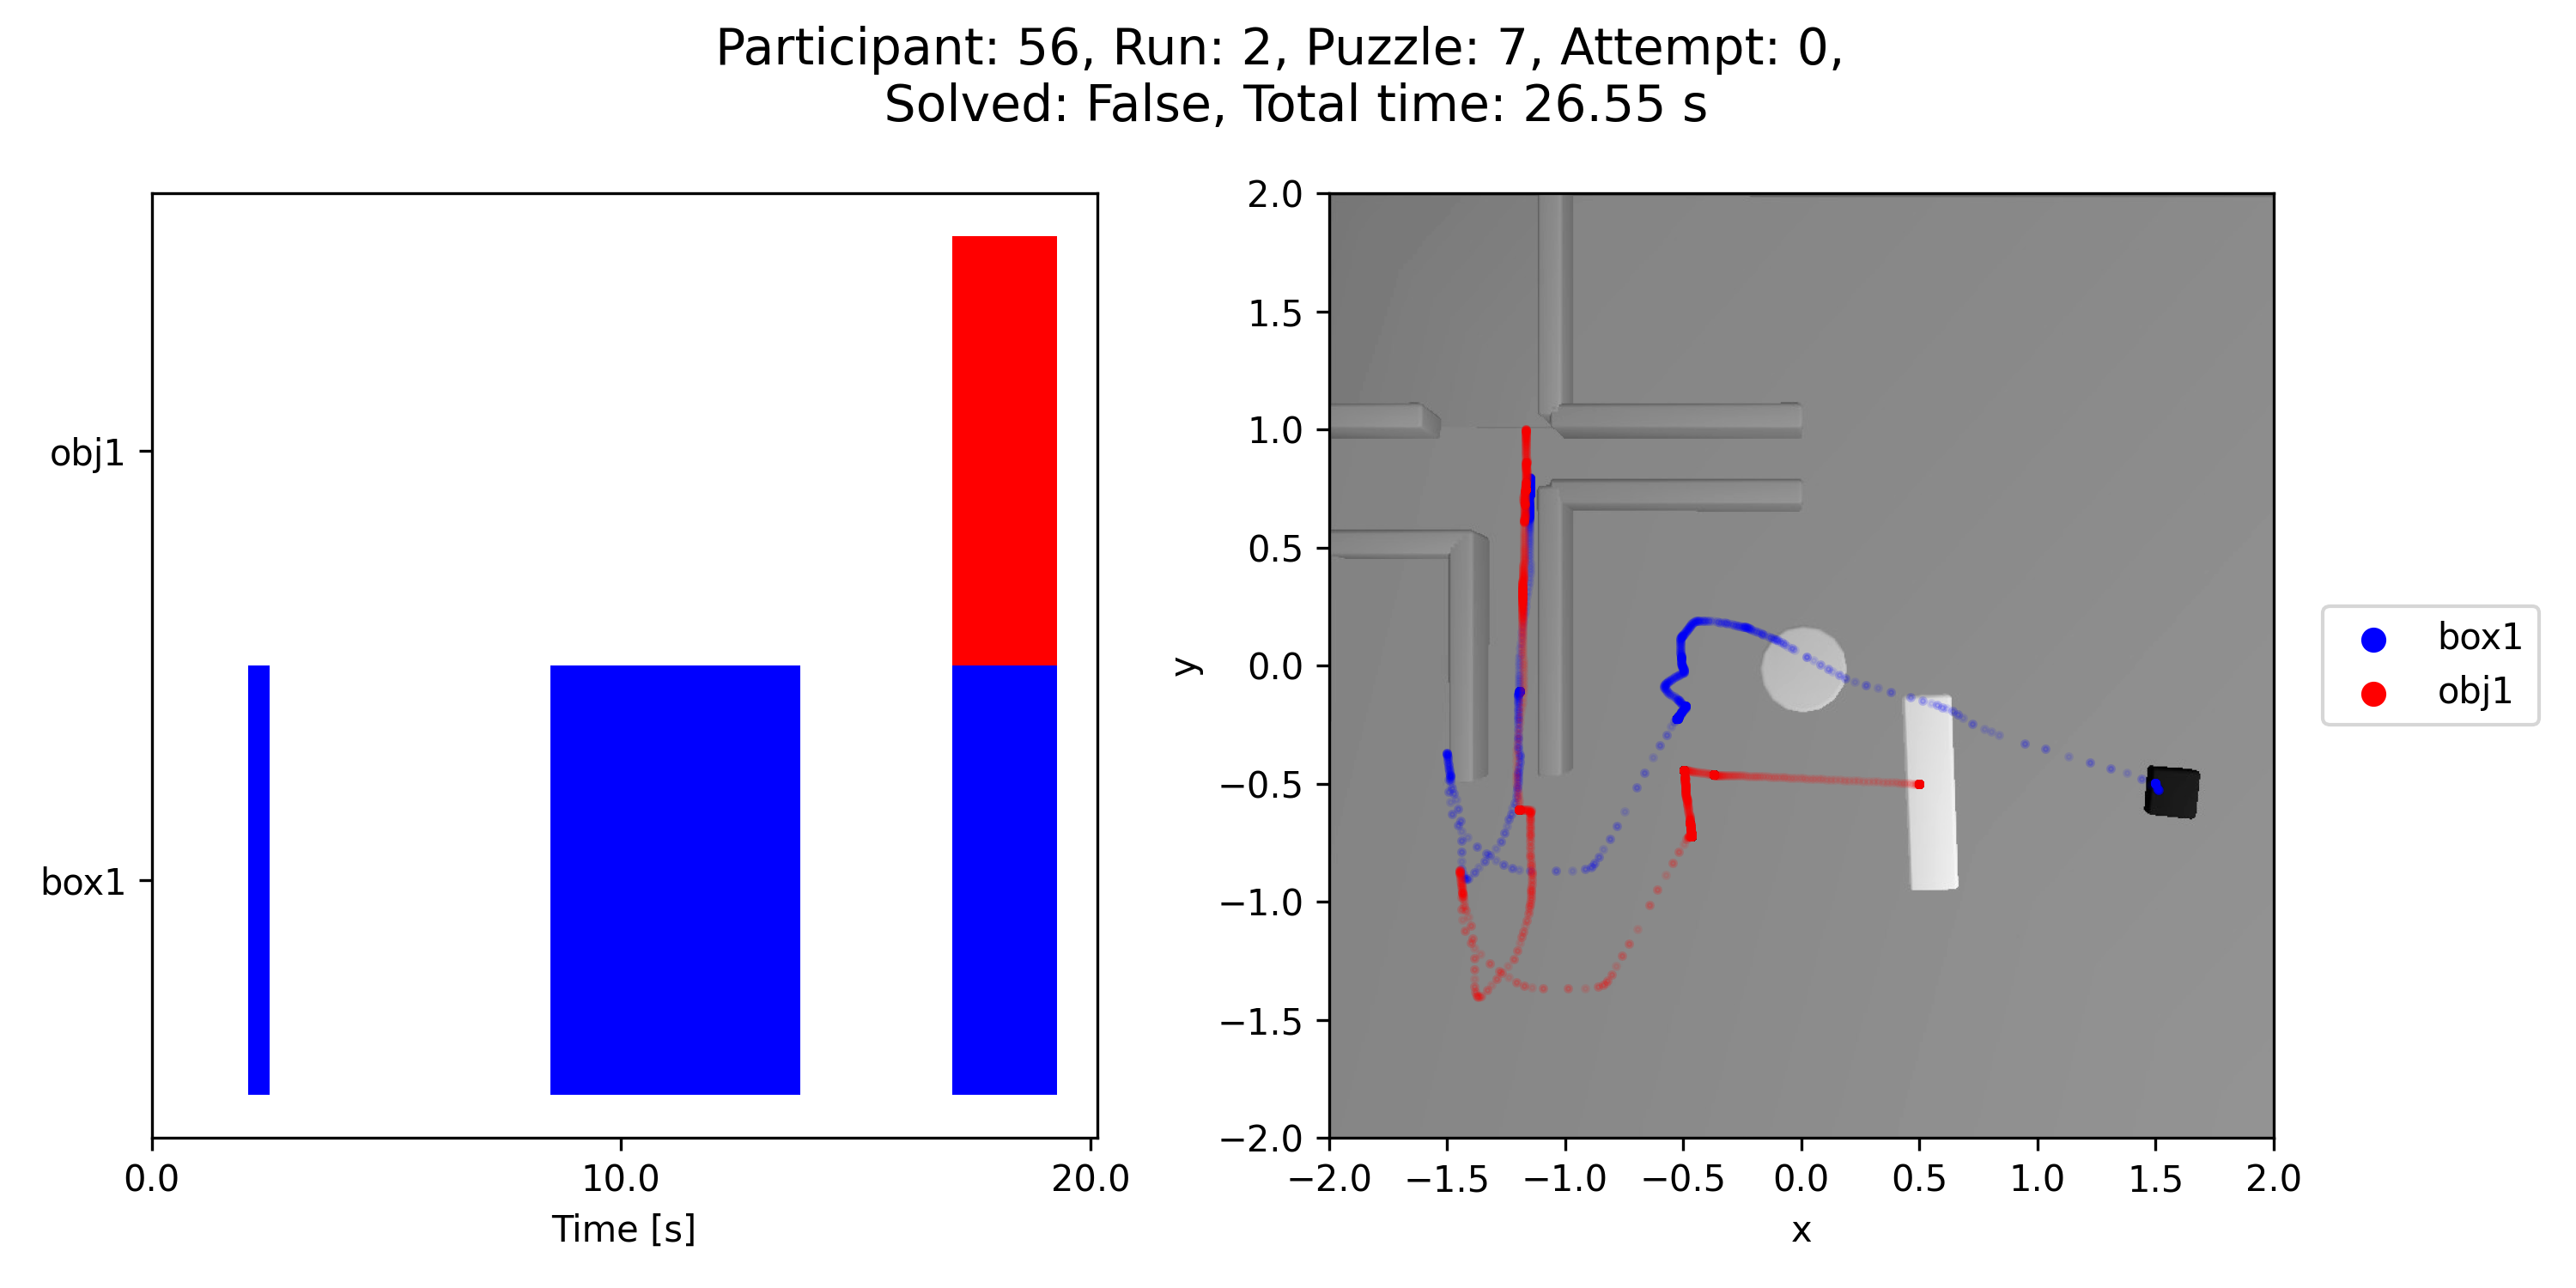 Participant: 56, Run: 2, Puzzle: 7, Attempt: 0,
Solved: False, Total time: 26.55 s
obj1
box1
0.0 10.0 20.0
Time [s]
2.0
1.5
1.0
0.5
0.0
−0.5
−1.0
−1.5
−2.0
y
−2.0 −1.5 −1.0 −0.5 0.0 0.5 1.0 1.5 2.0
x
box1
obj1